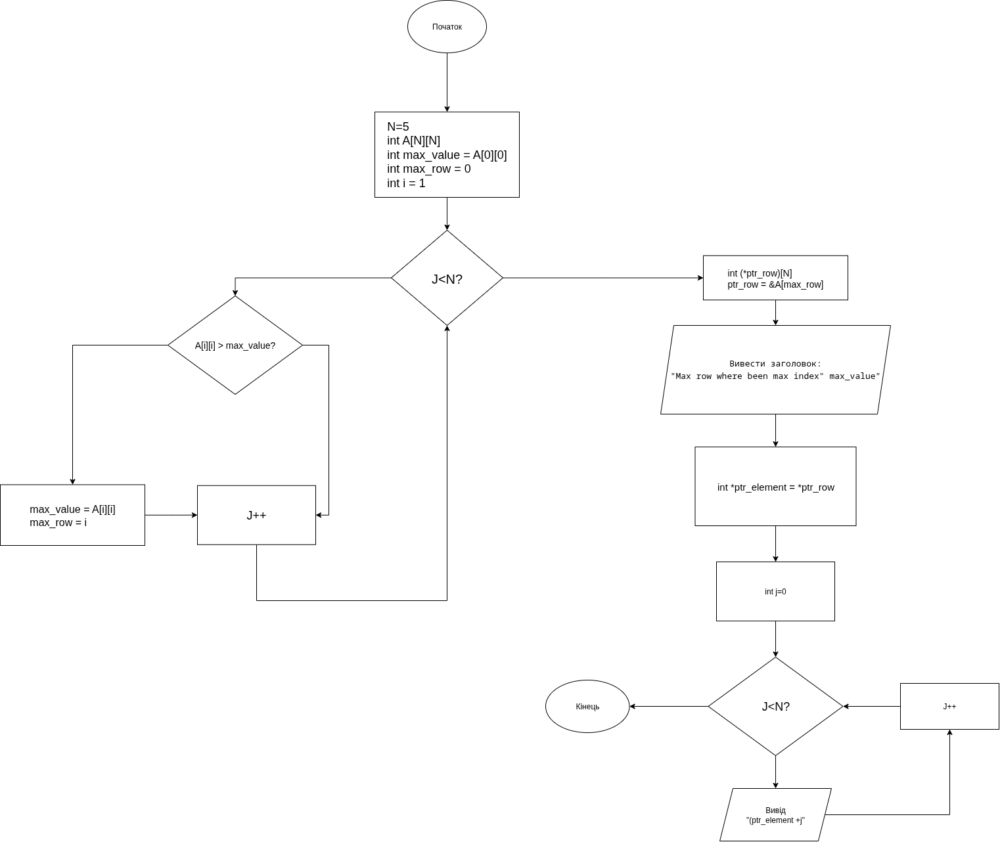 Початок
N=5
int A[N][N]
int max_value = A[0][0]
int max_row = 0
int i = 1
J<N?
int (*ptr_row)[N]
ptr_row = &A[max_row]
A[i][i] > max_value?
Вивести заголовок:
"Max row where been max index" max_value"
int *ptr_element = *ptr_row
max_value = A[i][i]
max_row = i
J++
int j=0
Кінець
J<N?
J++
Вивід
"(ptr_element +j"